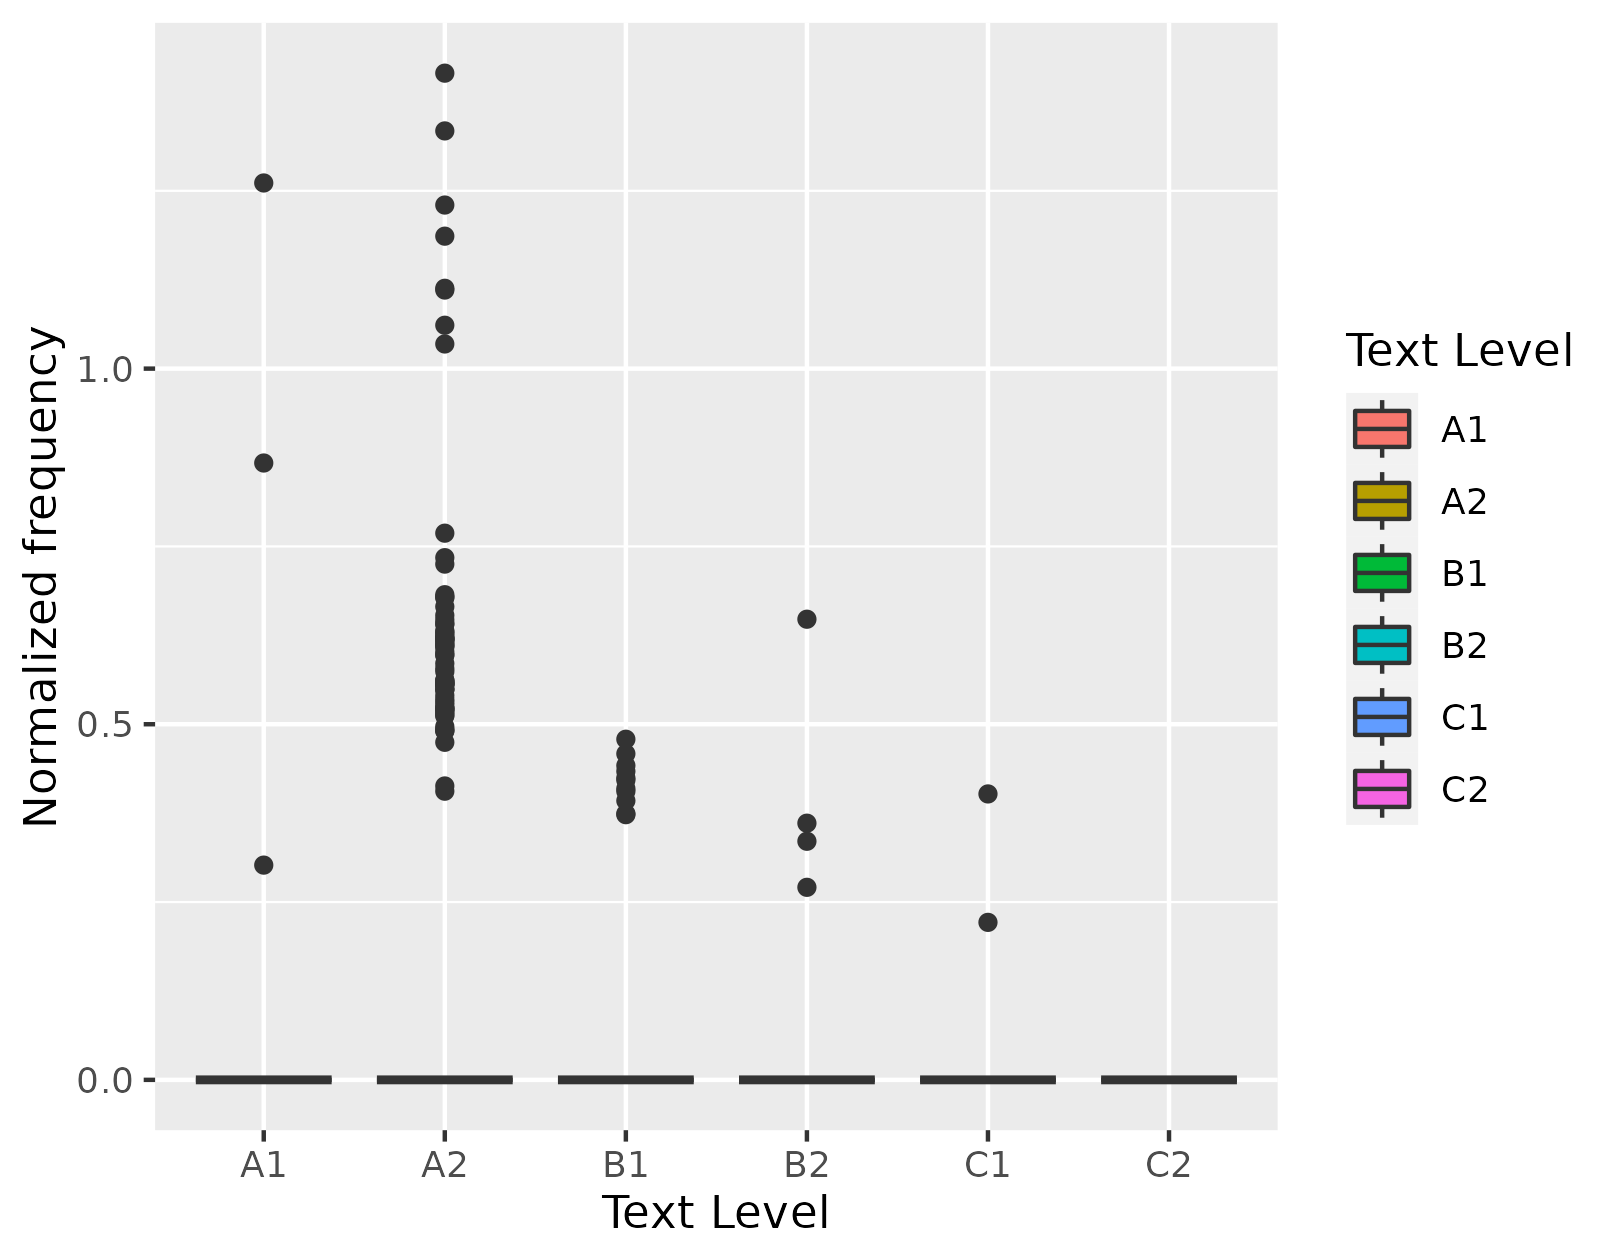 Normalized frequency
1.0
0.5
0.0
A1 A2 B1 B2 C1 C2
Text Level
Text Level
A1
A2
B1
B2
C1
C2